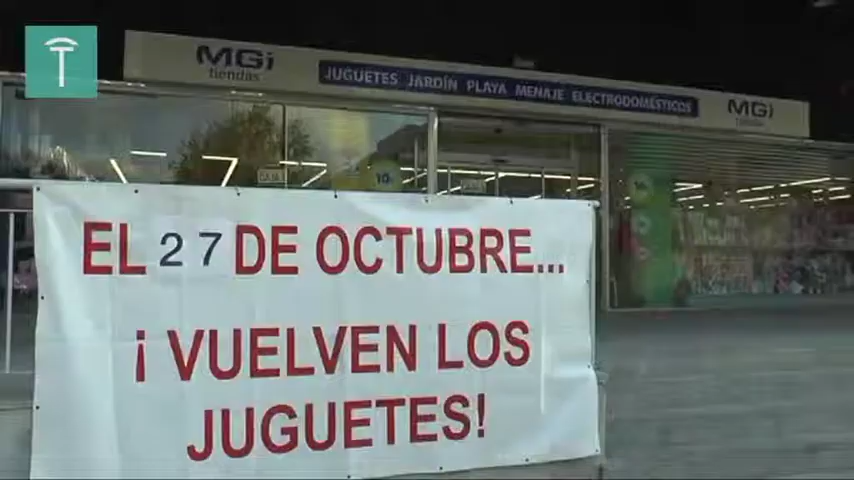 MGi
tiendas
JUGUETES JARDÍN PLAYA MENAJE ELECTRODOMÉSTICOS
MGi
EL 27 DE OCTUBRE...
¡VUELVEN LOS
JUGUETES!